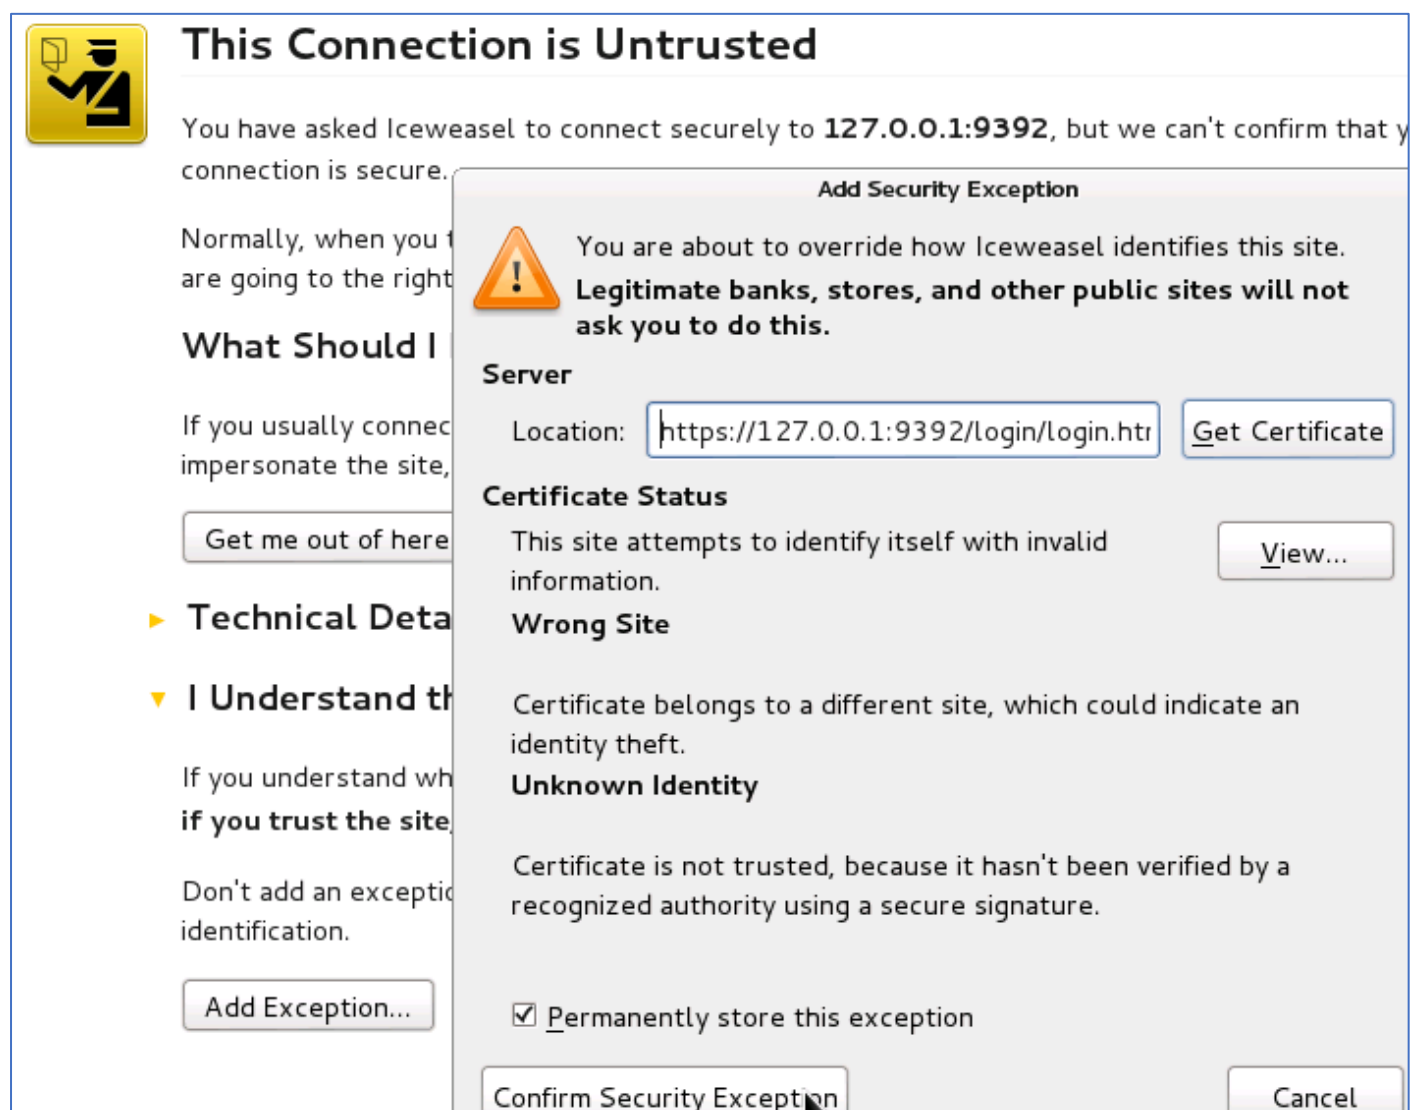 This Connection is Untrusted
You have asked Iceweasel to connect securely to 127.0.0.1:9392, but we can't confirm that
connection is secure.
Normally, when you
are going to the right
What Should I
If you usually connec
impersonate the site,
Get me out of here
Technical Deta
I Understand th
If you understand wh
if you trust the site,
Don't add an exceptio
identification.
Add Exception...
Add Security Exception
You are about to override how Iceweasel identifies this site.
Legitimate banks, stores, and other public sites will not
ask you to do this.
Server
Location: https://127.0.0.1:9392/login/login.htr Get Certificate
Certificate Status
This site attempts to identify itself with invalid
information.
View...
Wrong Site
Certificate belongs to a different site, which could indicate an
identity theft.
Unknown Identity
Certificate is not trusted, because it hasn't been verified by a
recognized authority using a secure signature.
Permanently store this exception
Confirm Security Exception
Cancel